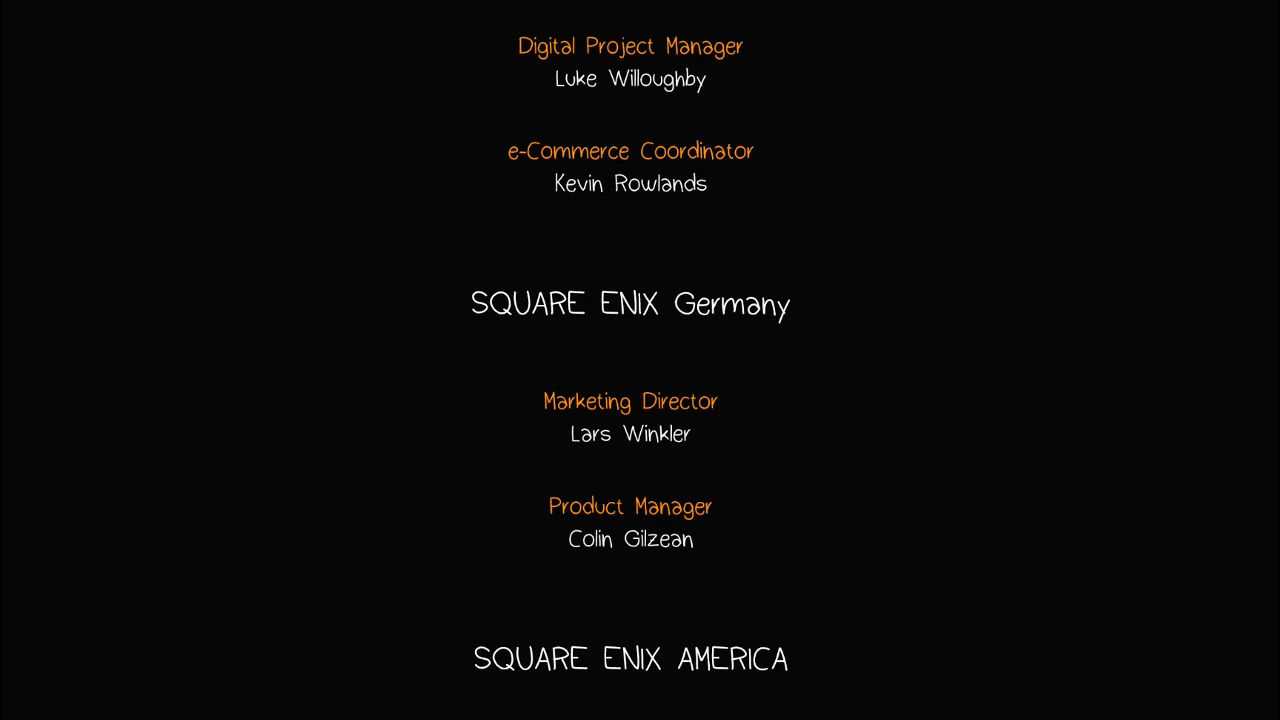 Digital Project Manager
Luke Willoughby
e-Commerce Coordinator
Kevin Rowlands
SQUARE ENIX Germany
Marketing Director
Lars Winkler
Product Manager
Colin Gilzean
SQUARE ENIX AMERICA